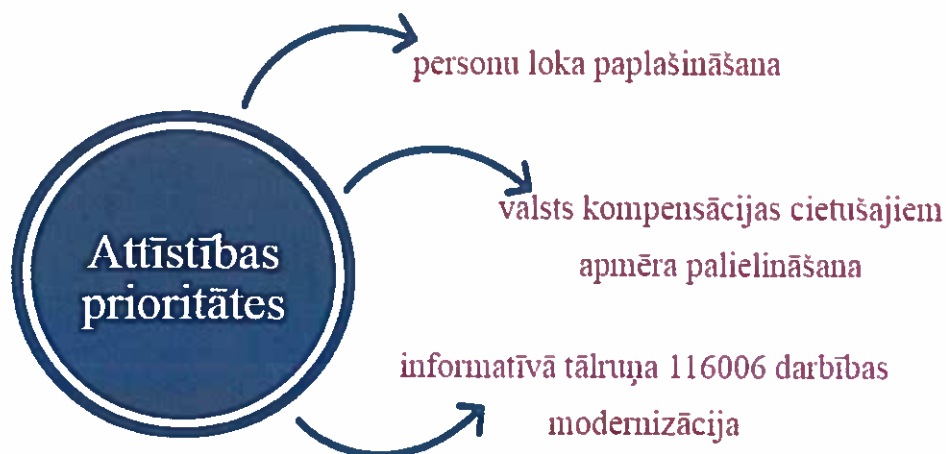 personu loka paplašināšana
valsts kompensācijas cietušajiem
apmēra palielināšana
Attīstības
prioritātes
informatīvā tālruņa 116006 darbības
modernizācija